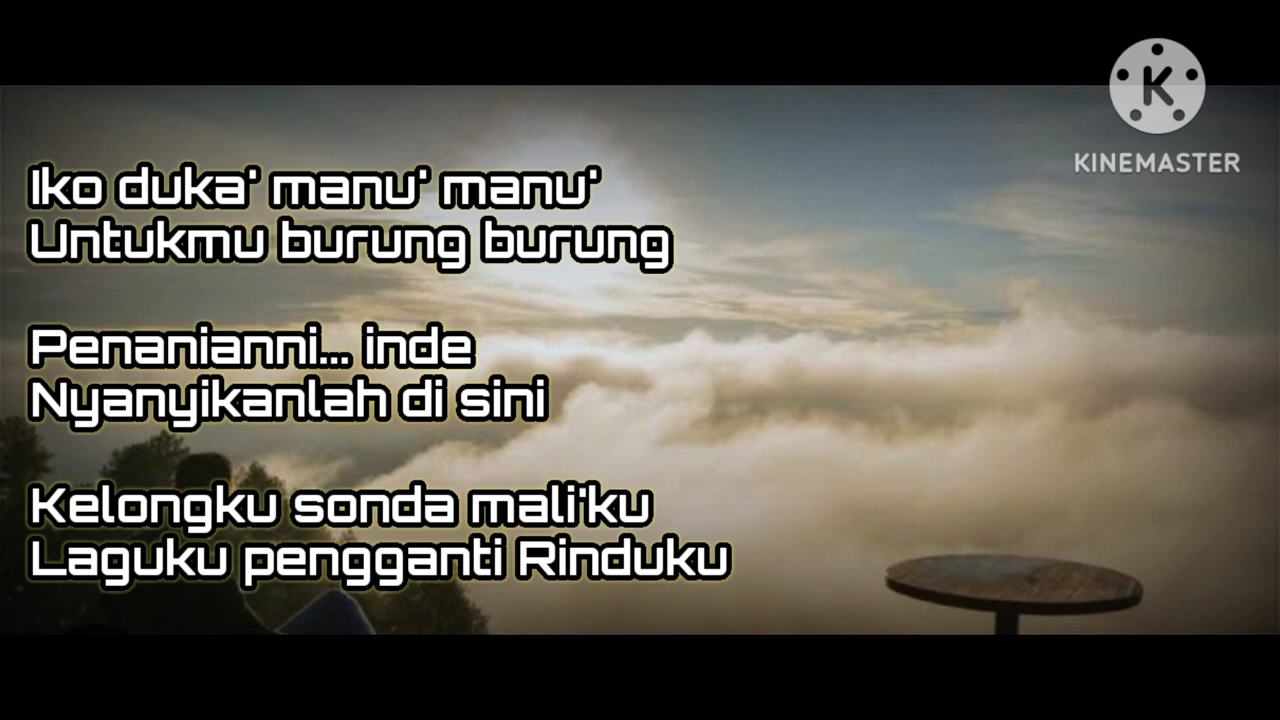 KINEMASTER
Iko duka' manu' manu'
Untukmu burung burung
Penanianni... inde
Nyanyikanlah di sini
Kelongku sonda mali'ku
Laguku pengganti Rinduku